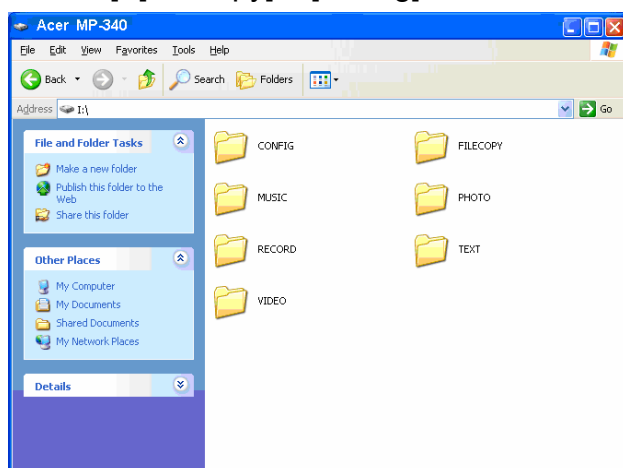 Acer MP-340
File Edit View Favorites Tools Help
Back Search Folders
Address I:\ Go
File and Folder Tasks
Make a new folder
Publish this folder to the
Web
Share this folder
Other Places
My Computer
My Documents
Shared Documents
My Network Places
Details
CONFIG FILECOPY
MUSIC PHOTO
RECORD TEXT
VIDEO